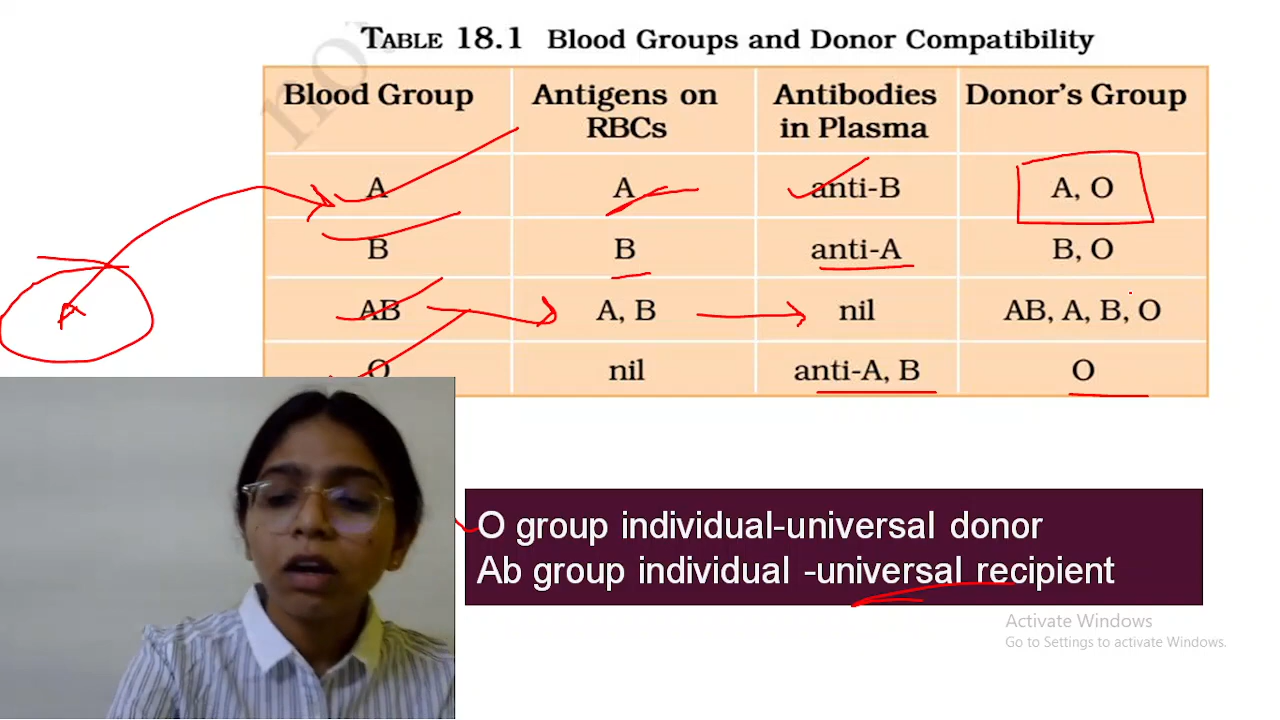 TABLE 18.1 Blood Groups and Donor Compatibility
Blood Group Antigens on RBCs Antibodies in Plasma Donor's Group
A A anti-B A, O
B B anti-A B, O
AB A, B nil AB, A, B, O
O nil anti-A, B O
A
O group individual-universal donor
Ab group individual -universal recipient
Activate Windows
Go to Settings to activate Windows.